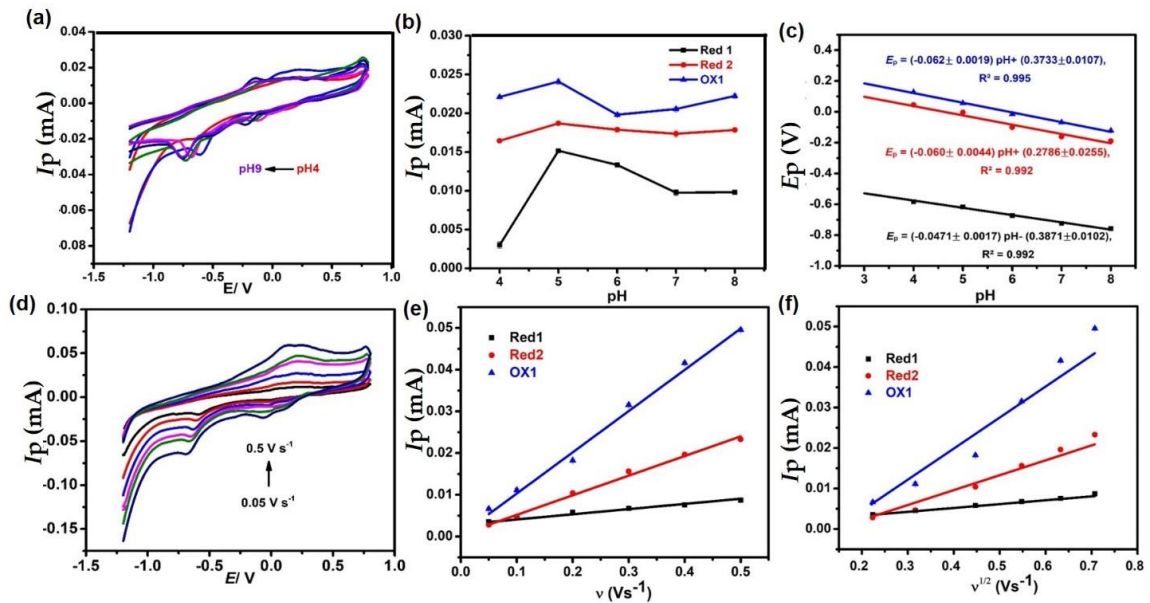 (a)
0.04
0.02
0.00
-0.02
-0.04
-0.06
-0.08
Ip (mA)
pH9
pH4
-1.5
-1.0
-0.5
0.0
0.5
1.0
E/ V
(b)
0.030
0.025
0.020
0.015
0.010
0.005
0.000
Ip (mA)
Red 1
Red 2
OX1
4
5
6
7
8
pH
(c)
0.4
0.2
0.0
-0.2
-0.4
-0.6
-0.8
-1.0
Ep (V)
Ep = (-0.062± 0.0019) pH+ (0.3733±0.0107),
R² = 0.995
Ep = (-0.060± 0.0044) pH+ (0.2786±0.0255),
R² = 0.992
Ep = (-0.0471± 0.0017) pH- (0.3871±0.0102),
R² = 0.992
3
4
5
6
7
8
pH
(d)
0.10
0.05
0.00
-0.05
-0.10
-0.15
Ip (mA)
0.5 V s-1
0.05 V s-1
-1.5
-1.0
-0.5
0.0
0.5
1.0
E/ V
(e)
0.05
0.04
0.03
0.02
0.01
0.00
Ip (mA)
Red1
Red2
OX1
0.0
0.1
0.2
0.3
0.4
0.5
ν (Vs-1)
(f)
0.05
0.04
0.03
0.02
0.01
0.00
Ip (mA)
Red1
Red2
OX1
0.2
0.3
0.4
0.5
0.6
0.7
0.8
ν1/2 (Vs-1)